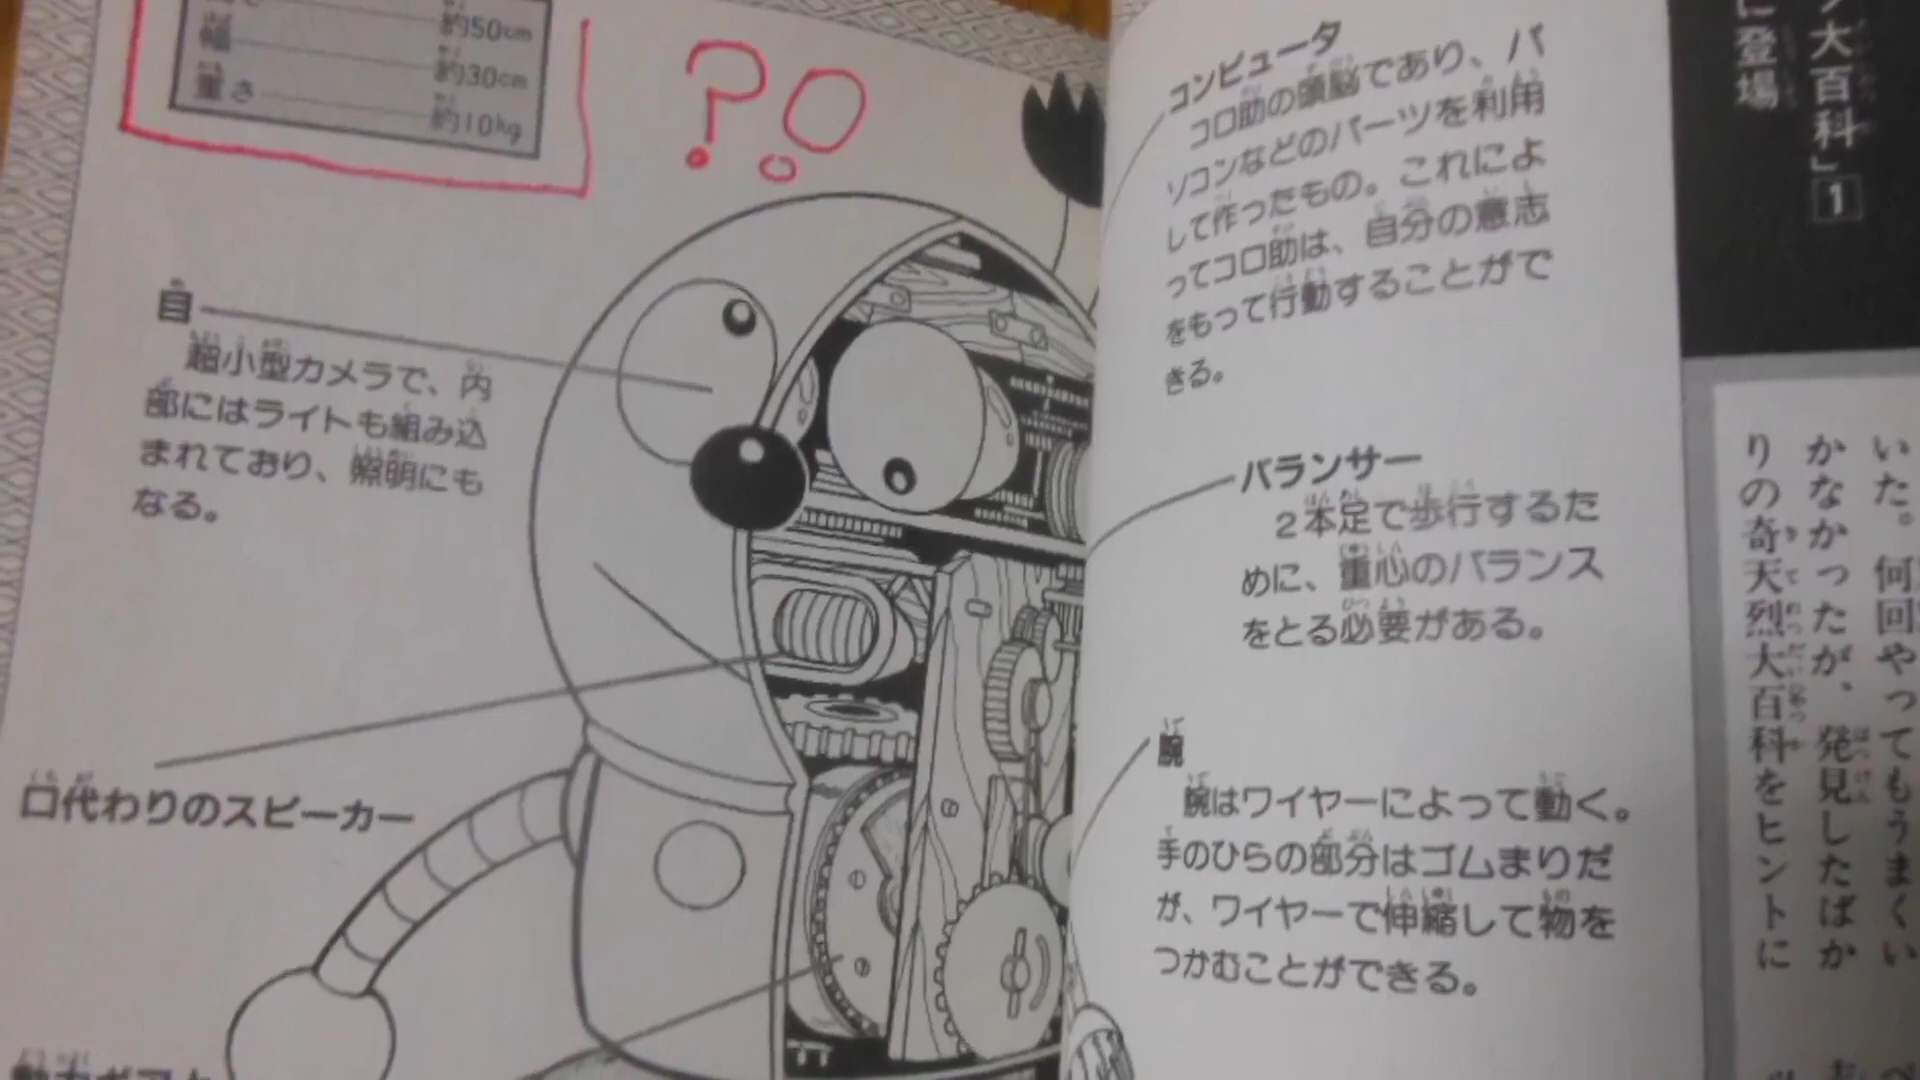 約50cm
幅
約30cm
重さ
約10kg
目
超小型カメラで、内
部にはライトも組み込
まれており、照明にも
なる。
口代わりのスピーカー
コンピュータ
コロ助の頭脳であり、パ
ソコンなどのパーツを利用
して作ったもの。これによ
ってコロ助は、自分の意志
をもって行動することがで
きる。
バランサー
2本足で歩行するた
めに、重心のバランス
をとる必要がある。
腕
腕はワイヤーによって動く。
手のひらの部分はゴムまりだ
が、ワイヤーで伸縮して物を
つかむことができる。
大百科」1
に登場
いた。何回やってもうまくい
かなかったが、発見したばか
りの奇天烈大百科をヒントに